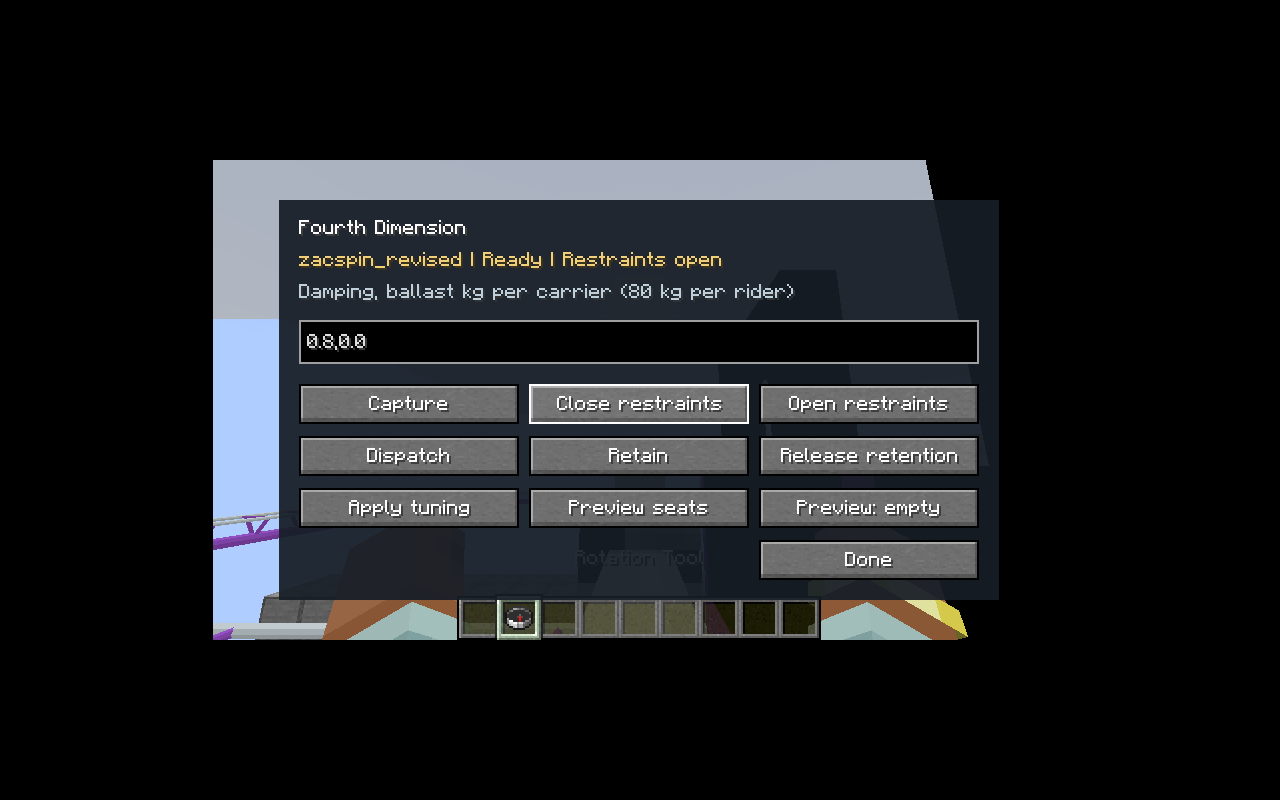 Fourth Dimension
zacspin_revised | Ready | Restraints open
Damping, ballast kg per carrier (80 kg per rider)
0.8,0.0
Capture
Close restraints
Open restraints
Dispatch
Retain
Release retention
Apply tuning
Preview seats
Preview: empty
Rotation Tool
Done